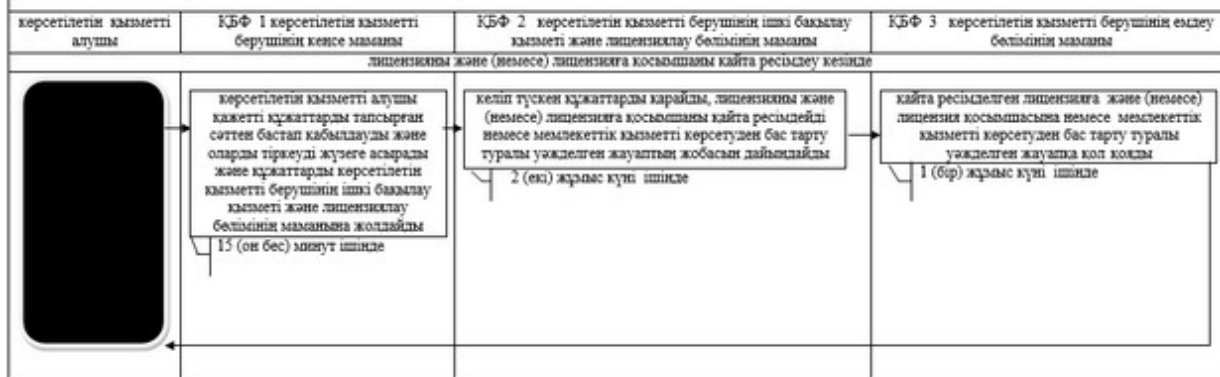 көрсетілетін қызметті
алушы
ҚБФ 1 көрсетілетін қызметті
берушінің кеңсе маманы
ҚБФ 2 көрсетілетін қызметті берушінің ішкі бақылау
қызметі және лицензиялау бөлімінің маманы
ҚБФ 3 көрсетілетін қызметті берушінің емдеу
бөлімінің маманы
лицензияны және (немесе) лицензияға қосымшаны қайта ресімдеу кезінде
көрсетілетін қызметті алушы
қажетті құжаттарды тапсырған
сәттен бастап қабылдауды және
оларды тіркеуді жүзеге асырады
және құжаттарды көрсетілетін
қызметті берушінің ішкі бақылау
қызметі және лицензиялау
бөлімінің маманына жолдайды
15 (он бес) минут ішінде
келіп түскен құжаттарды қарайды, лицензияны және
(немесе) лицензияға қосымшаны қайта ресімдейді
немесе мемлекеттік қызметті көрсетуден бас тарту
туралы уәжделген жауаптың жобасын дайындайды
2 (екі) жұмыс күні ішінде
қайта ресімделген лицензияға және (немесе)
лицензия қосымшасына немесе мемлекеттік
қызметті көрсетуден бас тарту туралы
уәжделген жауапқа қол қояды
1 (бір) жұмыс күні ішінде